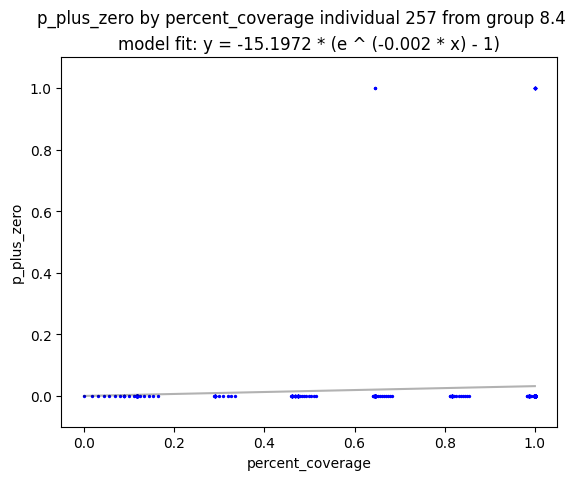 p_plus_zero by percent_coverage individual 257 from group 8.4
model fit: y = -15.1972 * (e ^ (-0.002 * x) - 1)
1.0
0.8
0.6
0.4
0.2
0.0
p_plus_zero
0.0 0.2 0.4 0.6 0.8 1.0
percent_coverage